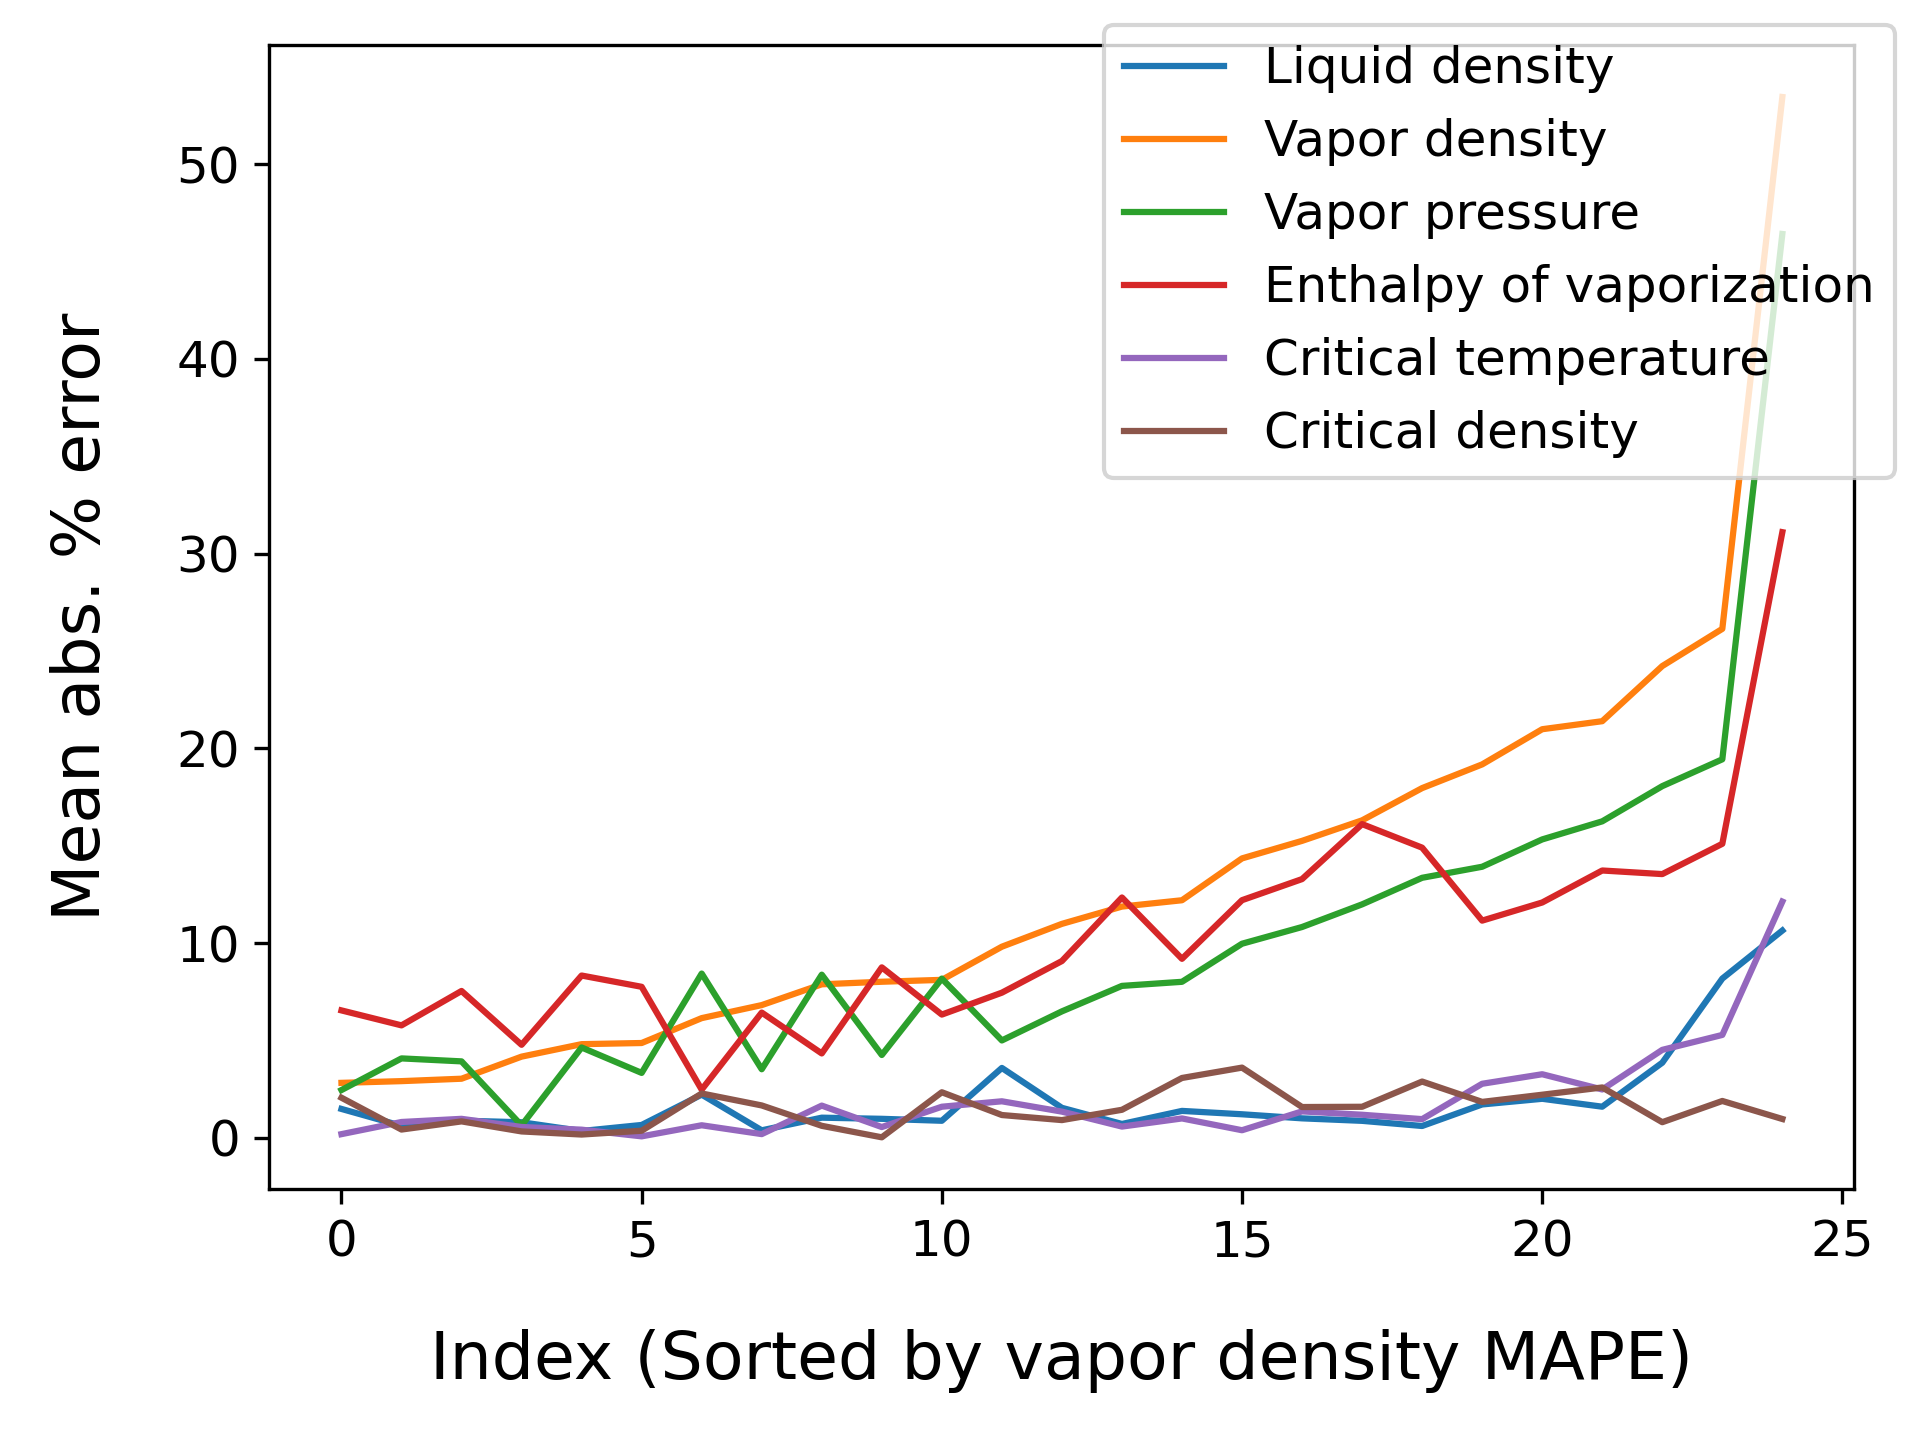 Liquid density
Vapor density
Vapor pressure
Enthalpy of vaporization
Critical temperature
Critical density
Mean abs. % error
50
40
30
20
10
0
0 5 10 15 20 25
Index (Sorted by vapor density MAPE)